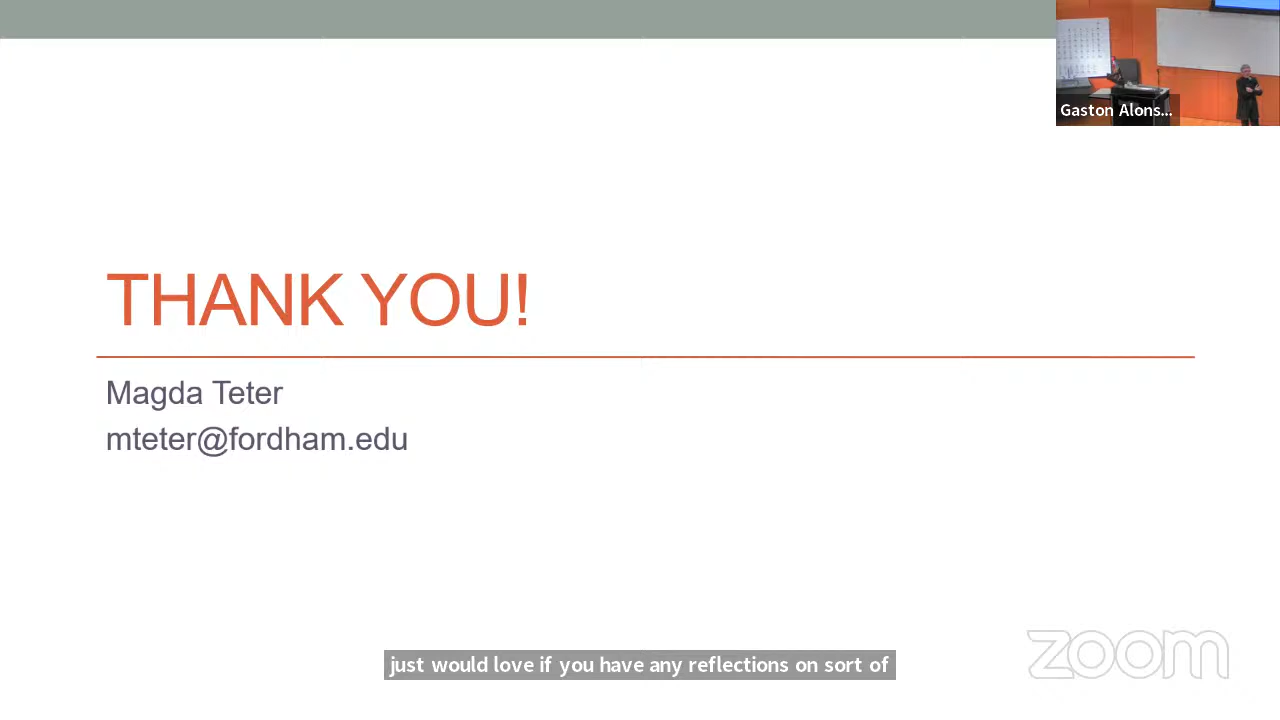 Gaston Alons...
THANK YOU!
Magda Teter
mteter@fordham.edu
just would love if you have any reflections on sort of
zoom